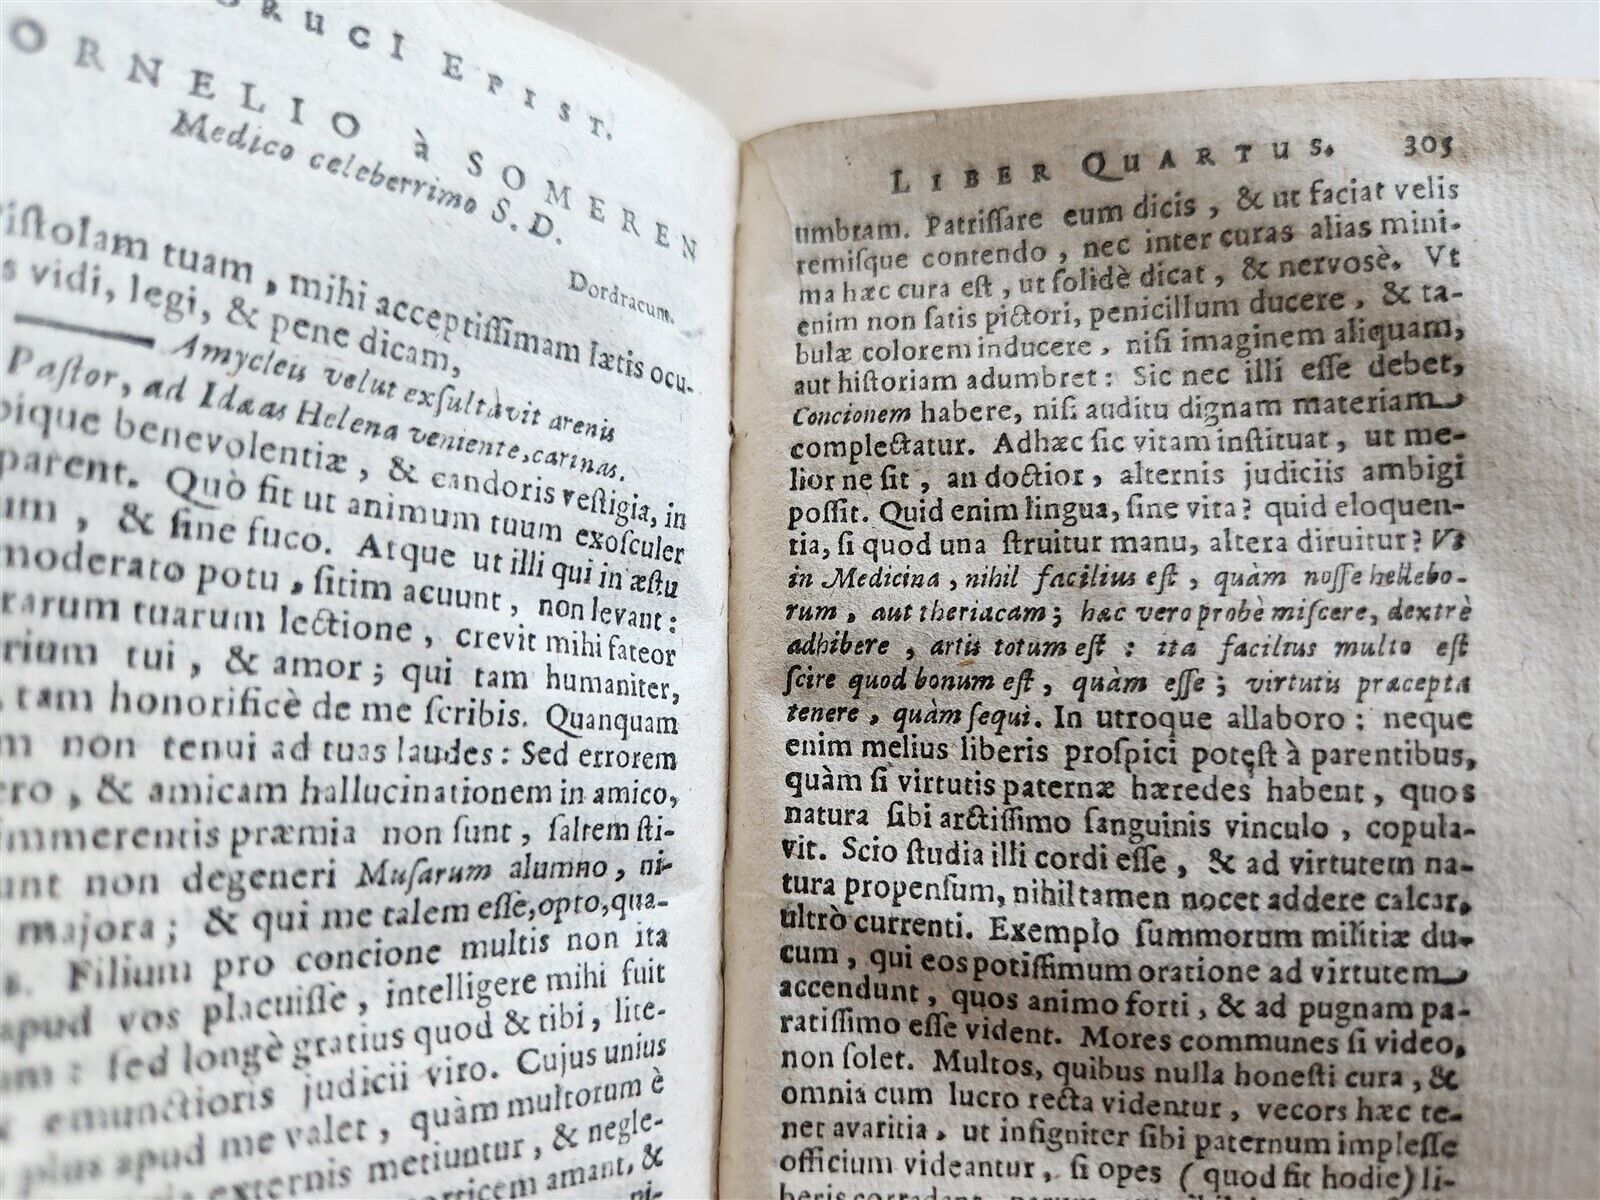 RUCI EPIST.
ORNELIO à SOMEREN
Medico celeberrimo S. D.
Dordracum.
iſtolam tuam, mihi acceptiſſimam lætis ocu-
s vidi, legi, & pene dicam,
Amycleis velut exſultavit arenis
Paſtor, ad Idæas Helena veniente, carinas.
pique benevolentiæ, & candoris veſtigia, in
parent. Quò fit ut animum tuum exoſculer
um, & ſine fuco. Atque ut illi qui in æſtu
moderato potu, ſitim acuunt, non levant:
rarum tuarum lectione, crevit mihi fateor
rium tui, & amor; qui tam humaniter,
, tam honorificè de me ſcribis. Quanquam
m non tenui ad tuas laudes: Sed errorem
ero, & amicam hallucinationem in amico,
mmerentis præmia non ſunt, ſaltem ſti-
unt non degeneri Muſarum alumno, ni-
majora; & qui me talem eſſe, opto, qua-
s. Filium pro concione multis non ita
apud vos placuiſſe, intelligere mihi fuit
um: ſed longè gratius quod & tibi, lite-
& emunctioris judicii viro. Cujus unius
plus apud me valet, quàm multorum è
externis metiuntur, & negle-
corticem amant, &
ni-
LIBER QUARTUS. 305
umbram. Patriſſare eum dicis, & ut faciat velis
remiſque contendo, nec inter curas alias mini-
ma hæc cura eſt, ut ſolidè dicat, & nervosè. Ut
enim non ſatis pictori, penicillum ducere, & ta-
bulæ colorem inducere, niſi imaginem aliquam,
aut hiſtoriam adumbret: Sic nec illi eſſe debet,
Concionem habere, niſi auditu dignam materiam
complectatur. Adhæc ſic vitam inſtituat, ut me-
lior ne ſit, an doctior, alternis judiciis ambigi
poſſit. Quid enim lingua, ſine vita? quid eloquen-
tia, ſi quod una ſtruitur manu, altera diruitur? Ut
in Medicina, nihil facilius eſt, quàm noſſe hellebo-
rum, aut theriacam; hæc vero probè miſcere, dextrè
adhibere, artis totum eſt: ita facilius multo eſt
ſcire quod bonum eſt, quàm eſſe; virtutis præcepta
tenere, quàm ſequi. In utroque allaboro: neque
enim melius liberis proſpici poteſt à parentibus,
quàm ſi virtutis paternæ hæredes habent, quos
natura ſibi arctiſſimo ſanguinis vinculo, copula-
vit. Scio ſtudia illi cordi eſſe, & ad virtutem na-
tura propenſum, nihil tamen nocet addere calcar,
ultrò currenti. Exemplo ſummorum militiæ du-
cum, qui eos potiſſimum oratione ad virtutem
accendunt, quos animo forti, & ad pugnam pa-
ratiſſimo eſſe vident. Mores communes ſi video,
non ſolet. Multos, quibus nulla honeſti cura, &
omnia cum lucro recta videntur, vecors hæc te-
net avaritia, ut inſigniter ſibi paternum impleſſe
officium videantur, ſi opes (quod fit hodie) li-